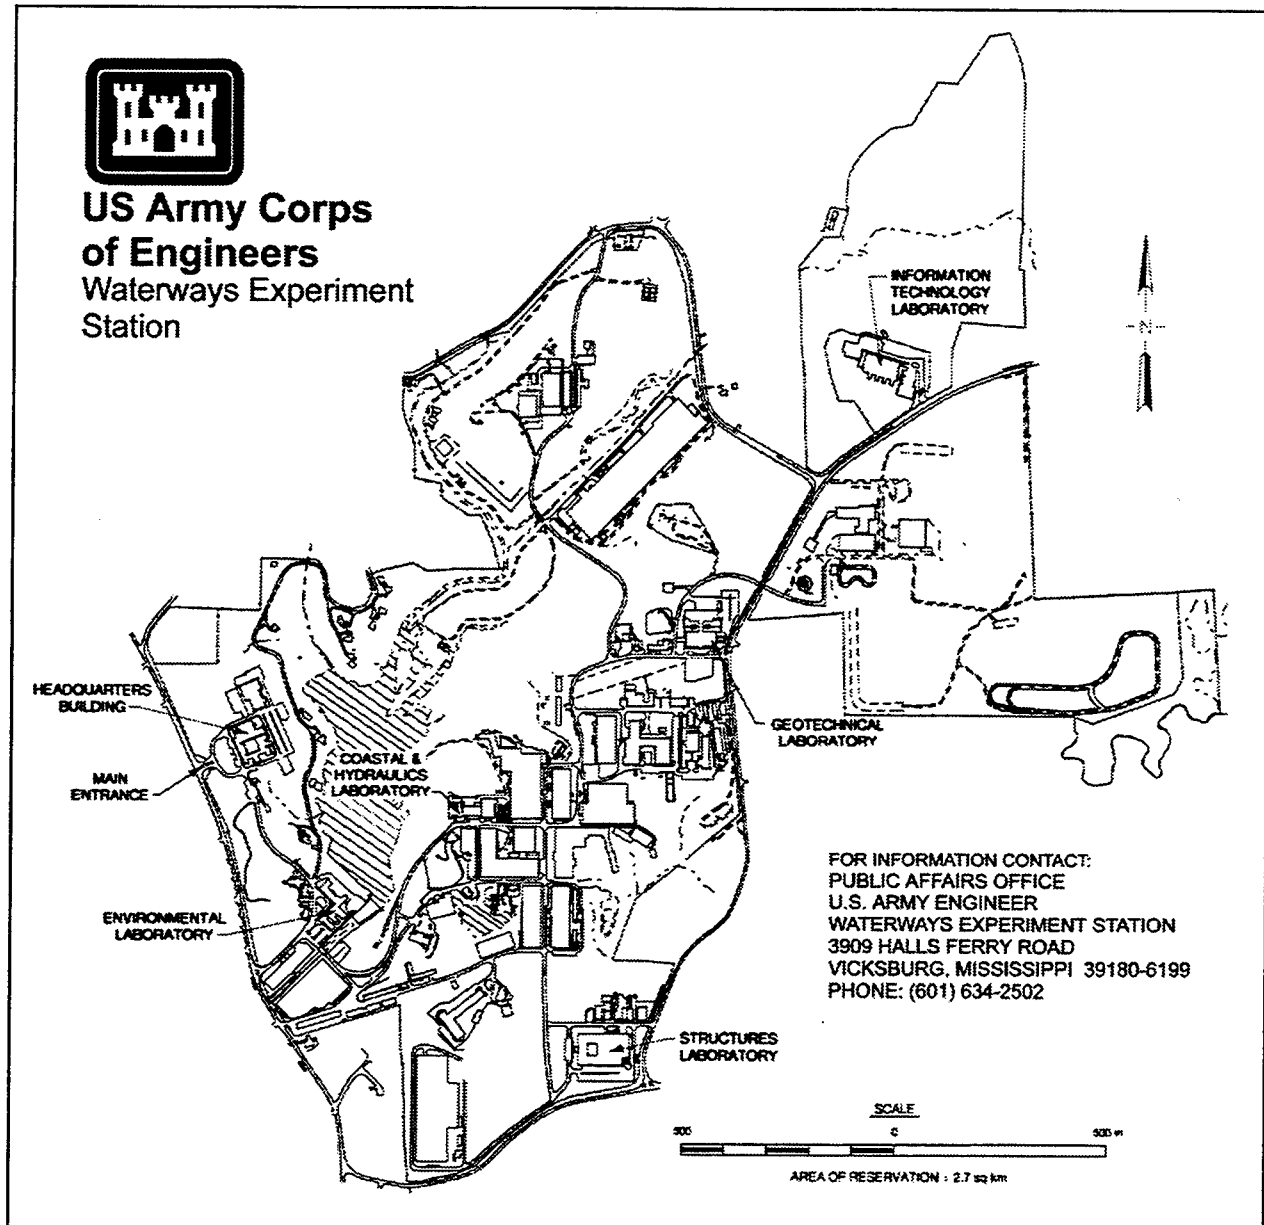 US Army Corps
of Engineers
Waterways Experiment
Station
INFORMATION
TECHNOLOGY
LABORATORY
N
HEADQUARTERS
BUILDING
MAIN
ENTRANCE
COASTAL &
HYDRAULICS
LABORATORY
GEOTECHNICAL
LABORATORY
ENVIRONMENTAL
LABORATORY
FOR INFORMATION CONTACT:
PUBLIC AFFAIRS OFFICE
U.S. ARMY ENGINEER
WATERWAYS EXPERIMENT STATION
3909 HALLS FERRY ROAD
VICKSBURG, MISSISSIPPI 39180-6199
PHONE: (601) 634-2502
STRUCTURES
LABORATORY
SCALE
500 0 500 m
AREA OF RESERVATION : 2.7 sq km